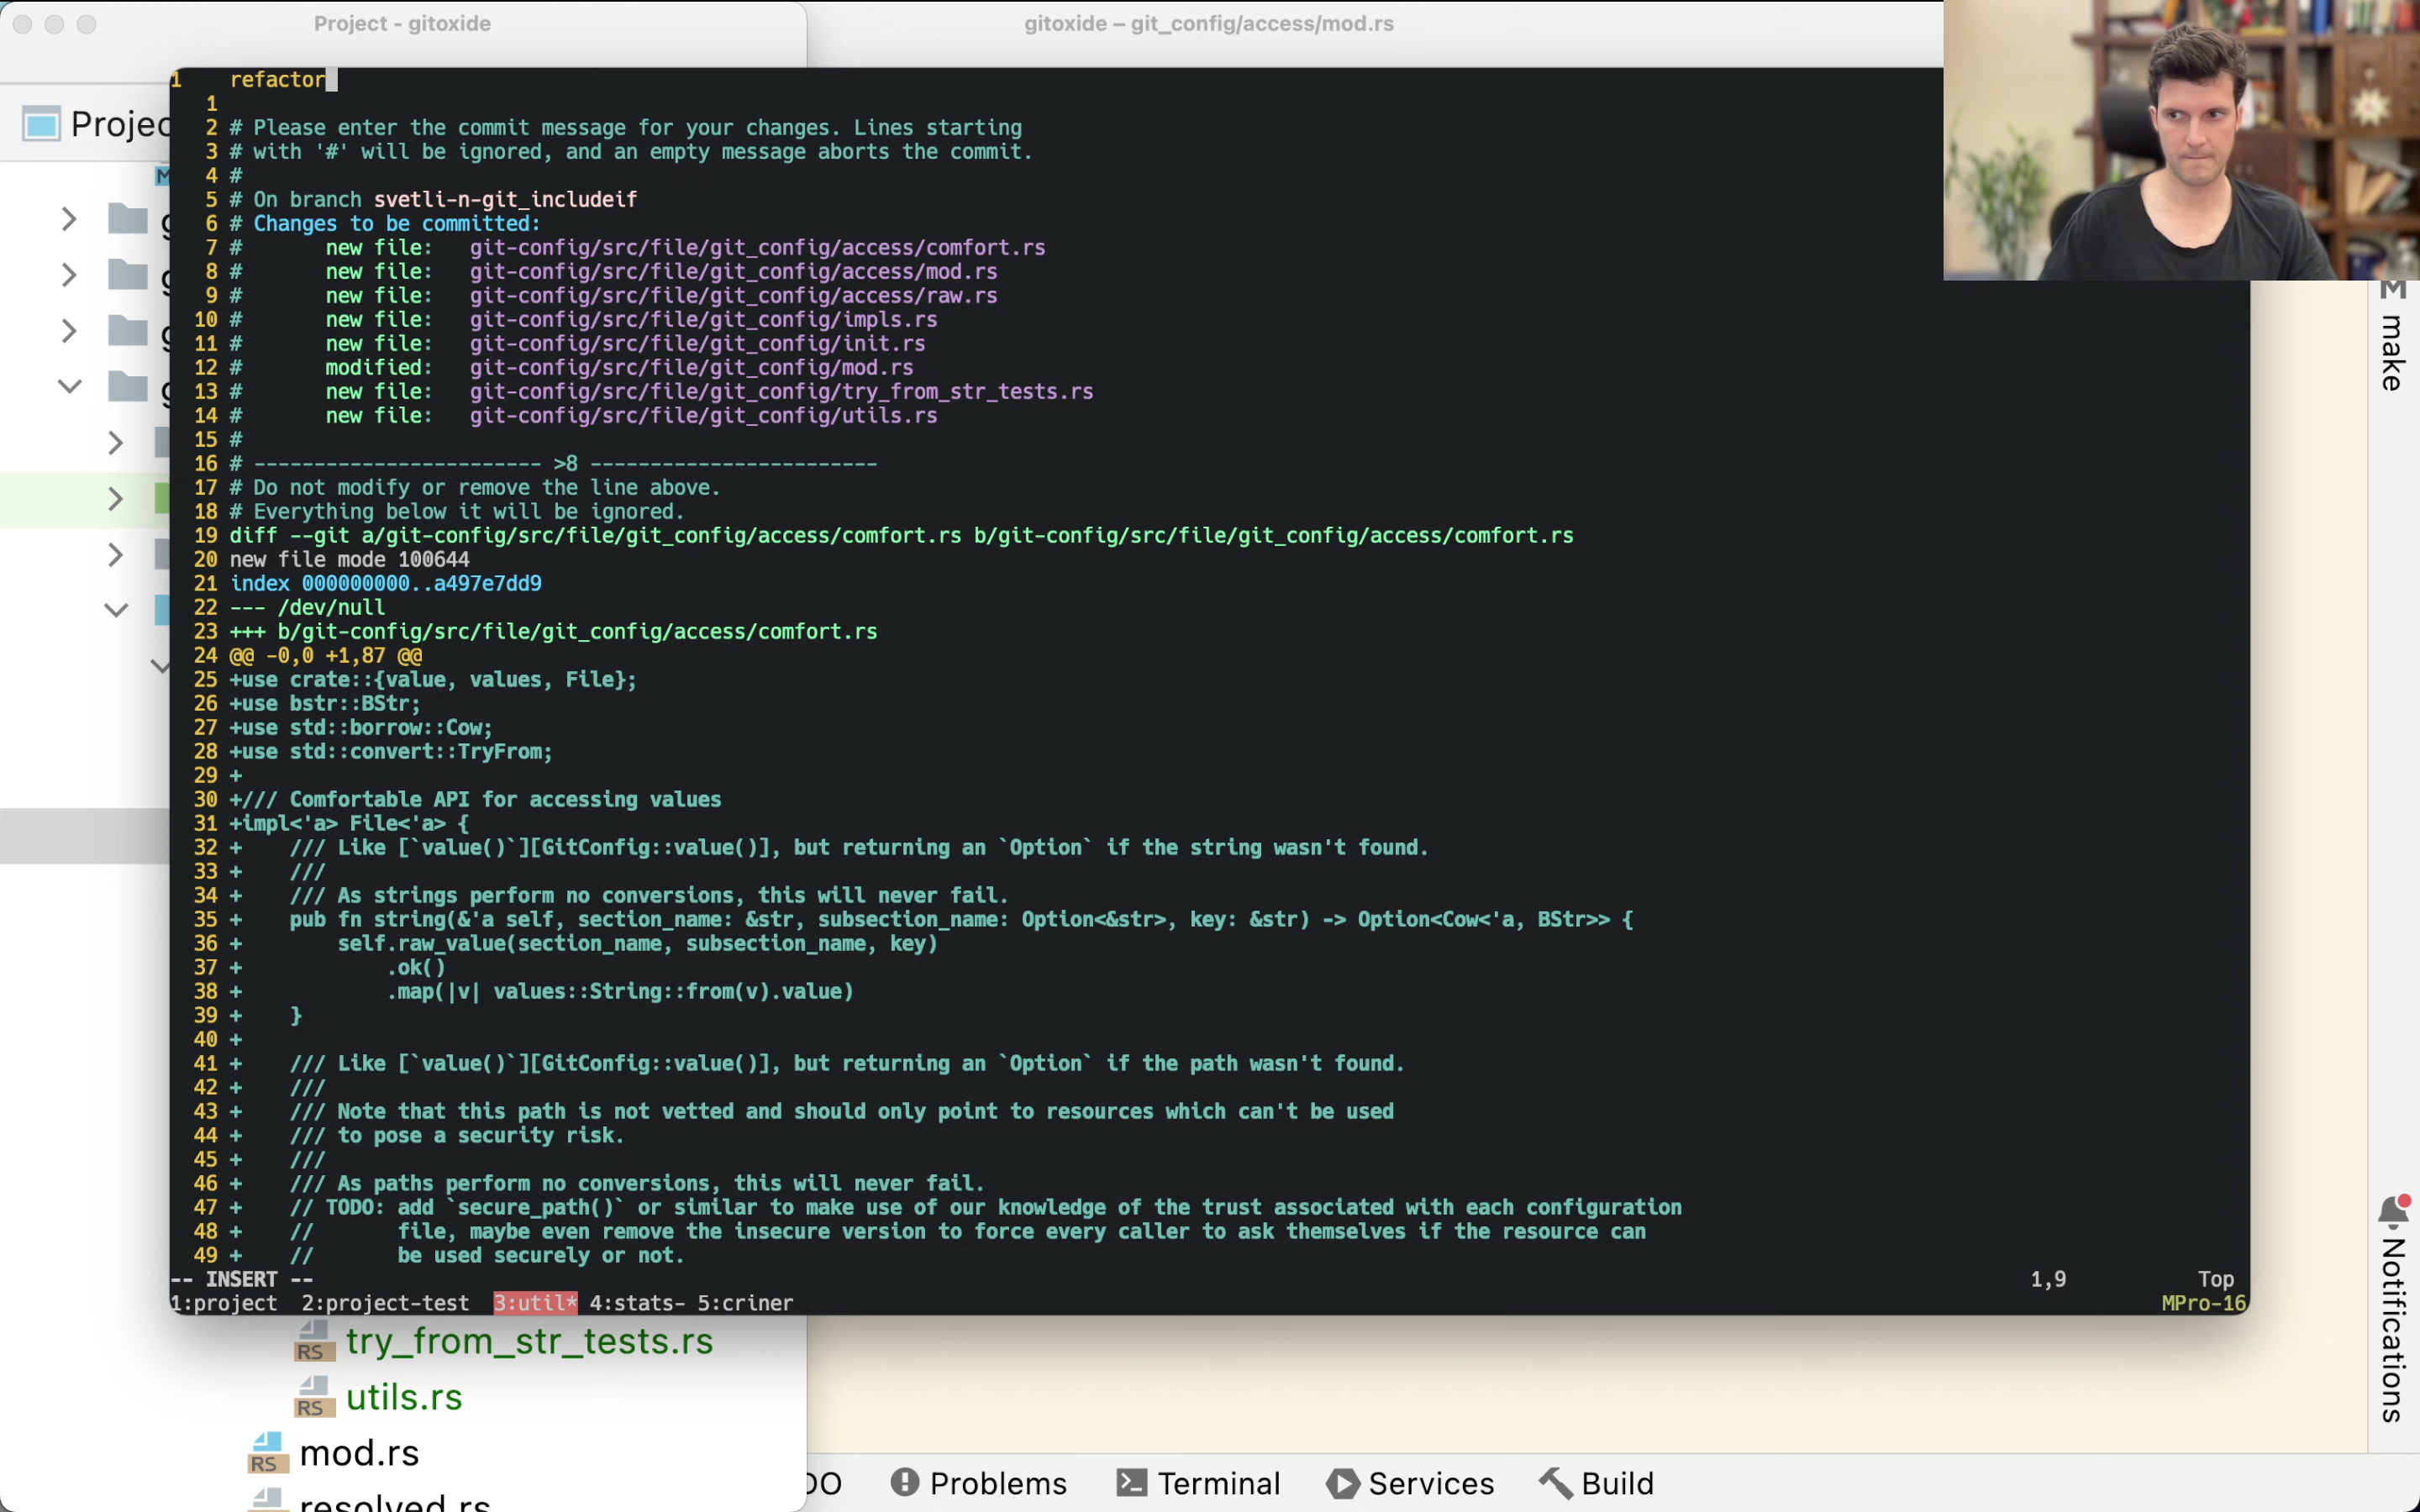 Project - gitoxide
gitoxide – git_config/access/mod.rs
Projec
1 refactor
1
2 # Please enter the commit message for your changes. Lines starting
3 # with '#' will be ignored, and an empty message aborts the commit.
4 #
5 # On branch svetli-n-git_includeif
6 # Changes to be committed:
7 # new file: git-config/src/file/git_config/access/comfort.rs
8 # new file: git-config/src/file/git_config/access/mod.rs
9 # new file: git-config/src/file/git_config/access/raw.rs
10 # new file: git-config/src/file/git_config/impls.rs
11 # new file: git-config/src/file/git_config/init.rs
12 # modified: git-config/src/file/git_config/mod.rs
13 # new file: git-config/src/file/git_config/try_from_str_tests.rs
14 # new file: git-config/src/file/git_config/utils.rs
15 #
16 # ------------------------ >8 ------------------------
17 # Do not modify or remove the line above.
18 # Everything below it will be ignored.
19 diff --git a/git-config/src/file/git_config/access/comfort.rs b/git-config/src/file/git_config/access/comfort.rs
20 new file mode 100644
21 index 000000000..a497e7dd9
22 --- /dev/null
23 +++ b/git-config/src/file/git_config/access/comfort.rs
24 @@ -0,0 +1,87 @@
25 +use crate::{value, values, File};
26 +use bstr::BStr;
27 +use std::borrow::Cow;
28 +use std::convert::TryFrom;
29 +
30 +/// Comfortable API for accessing values
31 +impl<'a> File<'a> {
32 + /// Like [`value()`][GitConfig::value()], but returning an `Option` if the string wasn't found.
33 + ///
34 + /// As strings perform no conversions, this will never fail.
35 + pub fn string(&'a self, section_name: &str, subsection_name: Option<&str>, key: &str) -> Option<Cow<'a, BStr>> {
36 + self.raw_value(section_name, subsection_name, key)
37 + .ok()
38 + .map(|v| values::String::from(v).value)
39 + }
40 +
41 + /// Like [`value()`][GitConfig::value()], but returning an `Option` if the path wasn't found.
42 + ///
43 + /// Note that this path is not vetted and should only point to resources which can't be used
44 + /// to pose a security risk.
45 + ///
46 + /// As paths perform no conversions, this will never fail.
47 + // TODO: add `secure_path()` or similar to make use of our knowledge of the trust associated with each configuration
48 + // file, maybe even remove the insecure version to force every caller to ask themselves if the resource can
49 + // be used securely or not.
-- INSERT -- 1,9 Top
1:project 2:project-test 3:util* 4:stats- 5:criner MPro-16
make
Notifications
try_from_str_tests.rs
utils.rs
mod.rs
resolved.rs
Problems Terminal Services Build